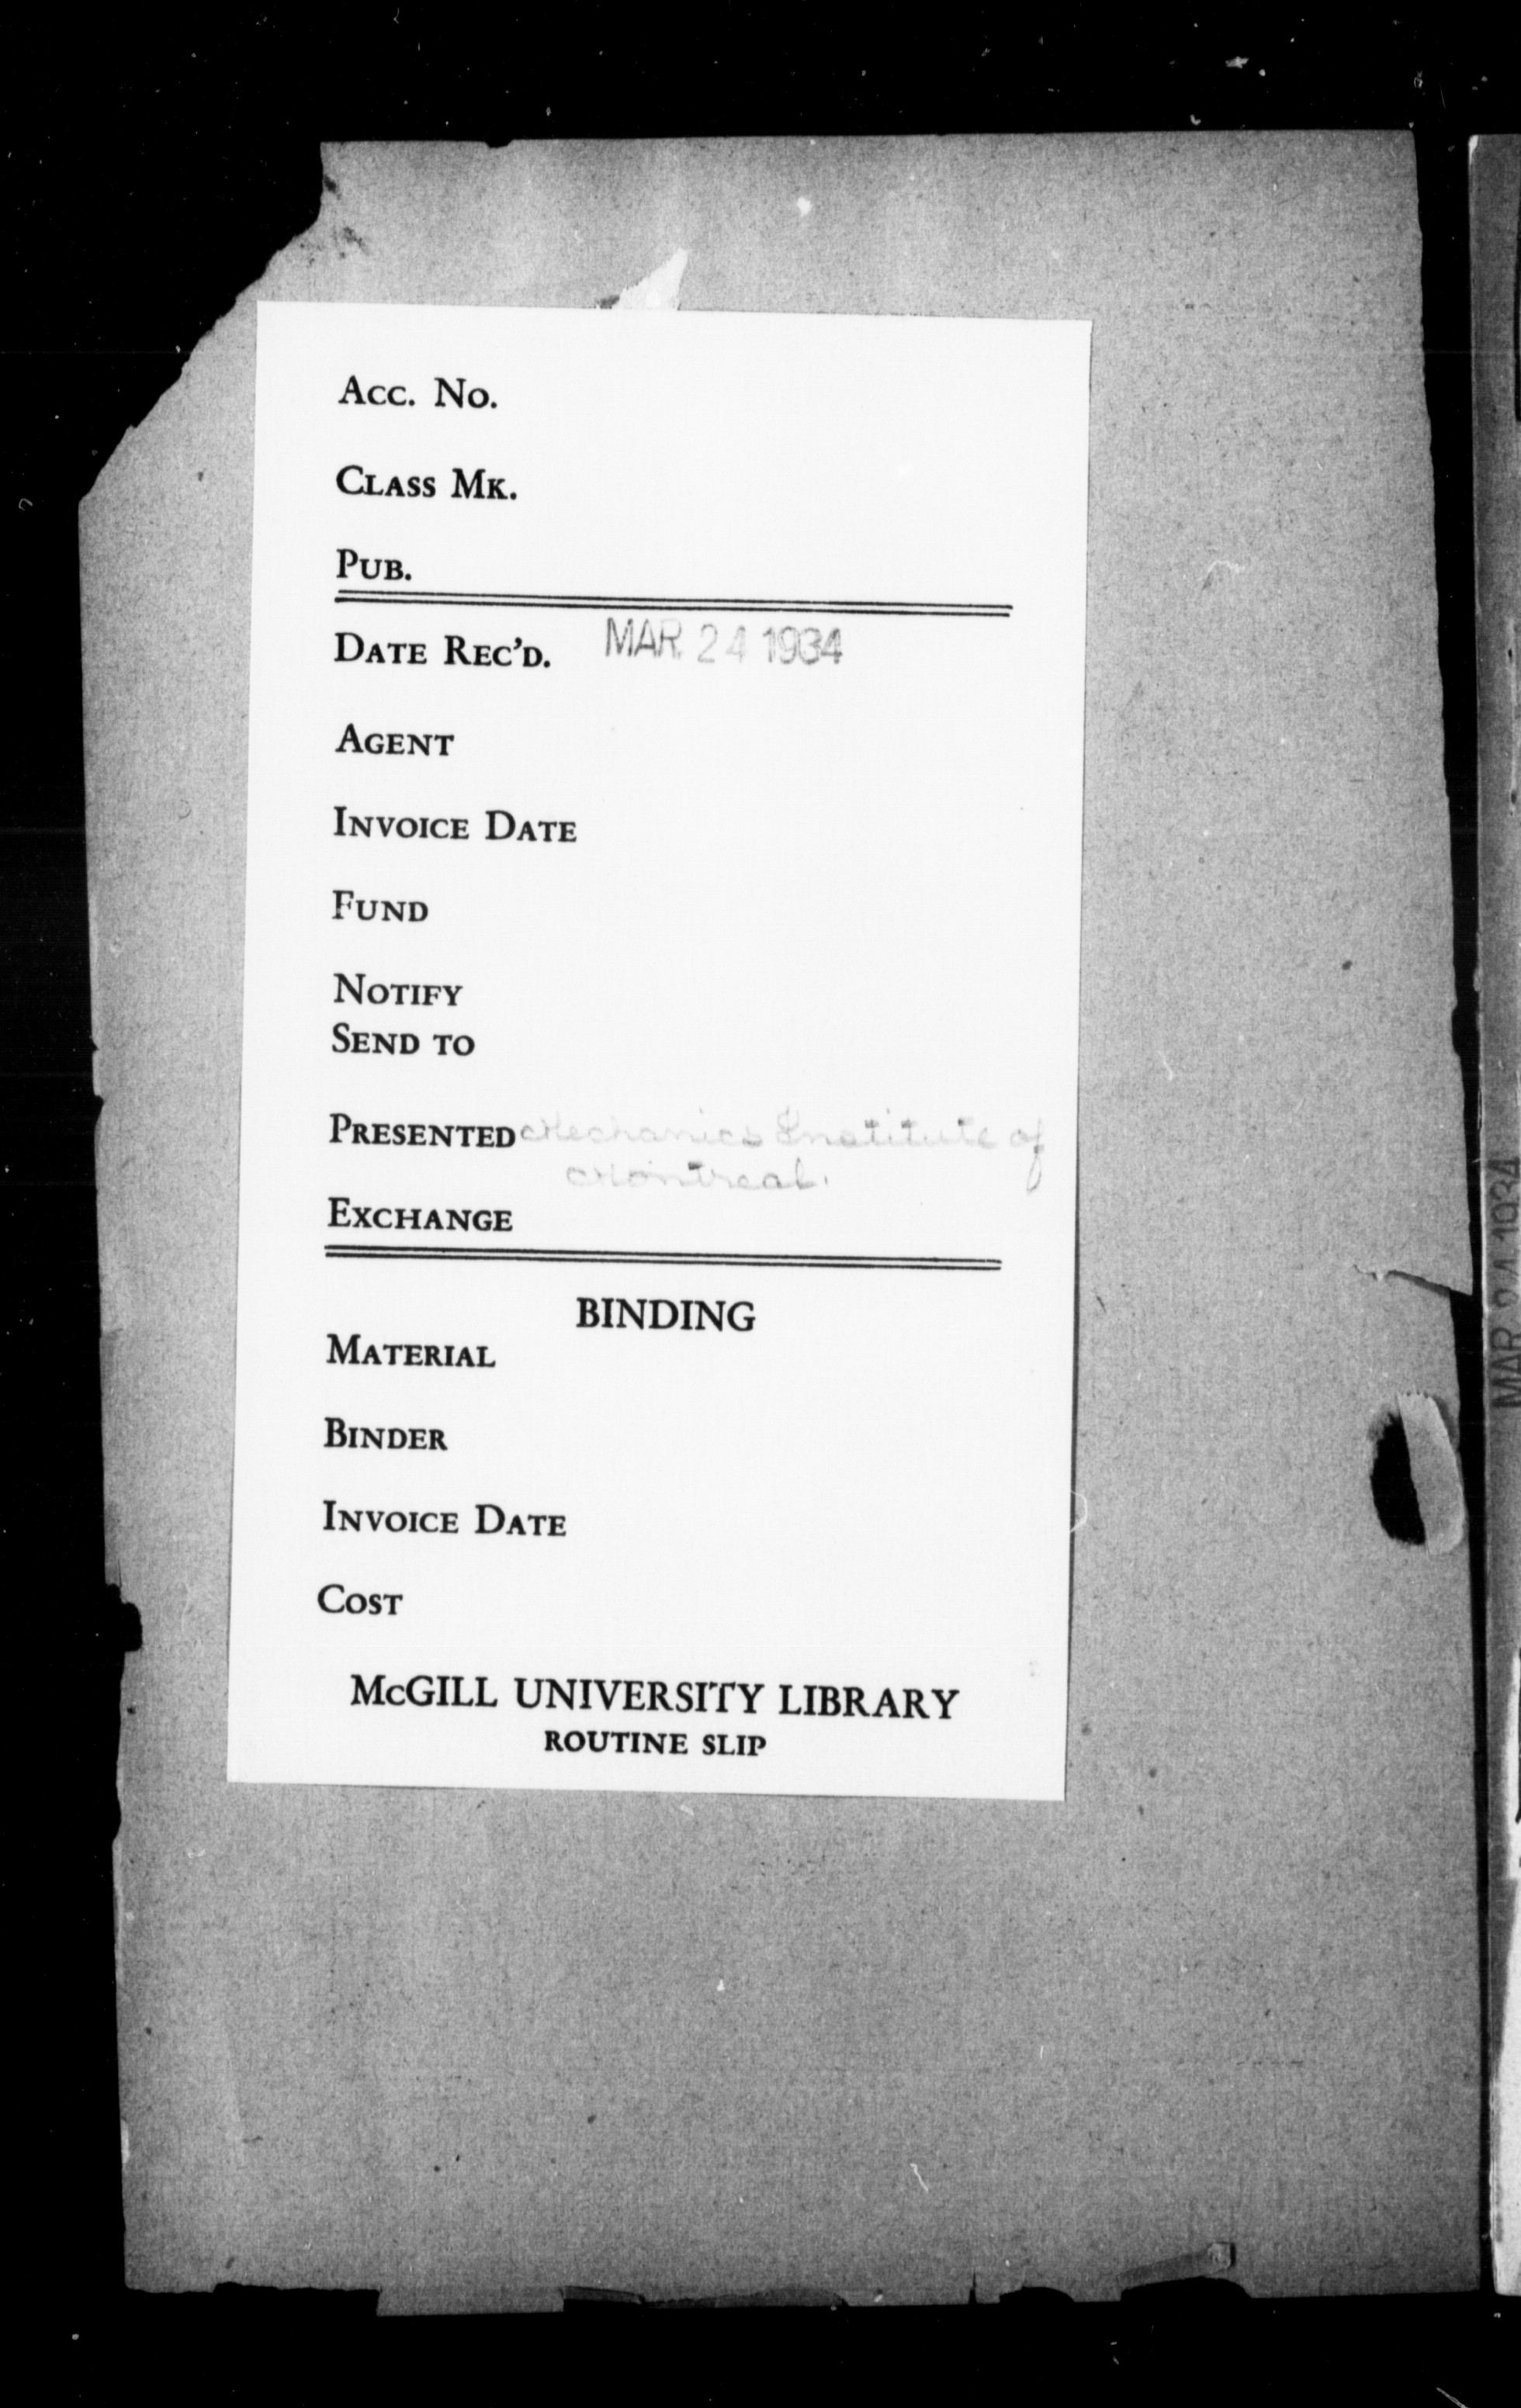 Acc. No.
Class Mk.
Pub.
Date Rec'd. MAR 24 1934
Agent
Invoice Date
Fund
Notify
Send to
Presented Mechanics Institute of
Montreal.
Exchange
BINDING
Material
Binder
Invoice Date
Cost
McGILL UNIVERSITY LIBRARY
ROUTINE SLIP
MAR 24 1934